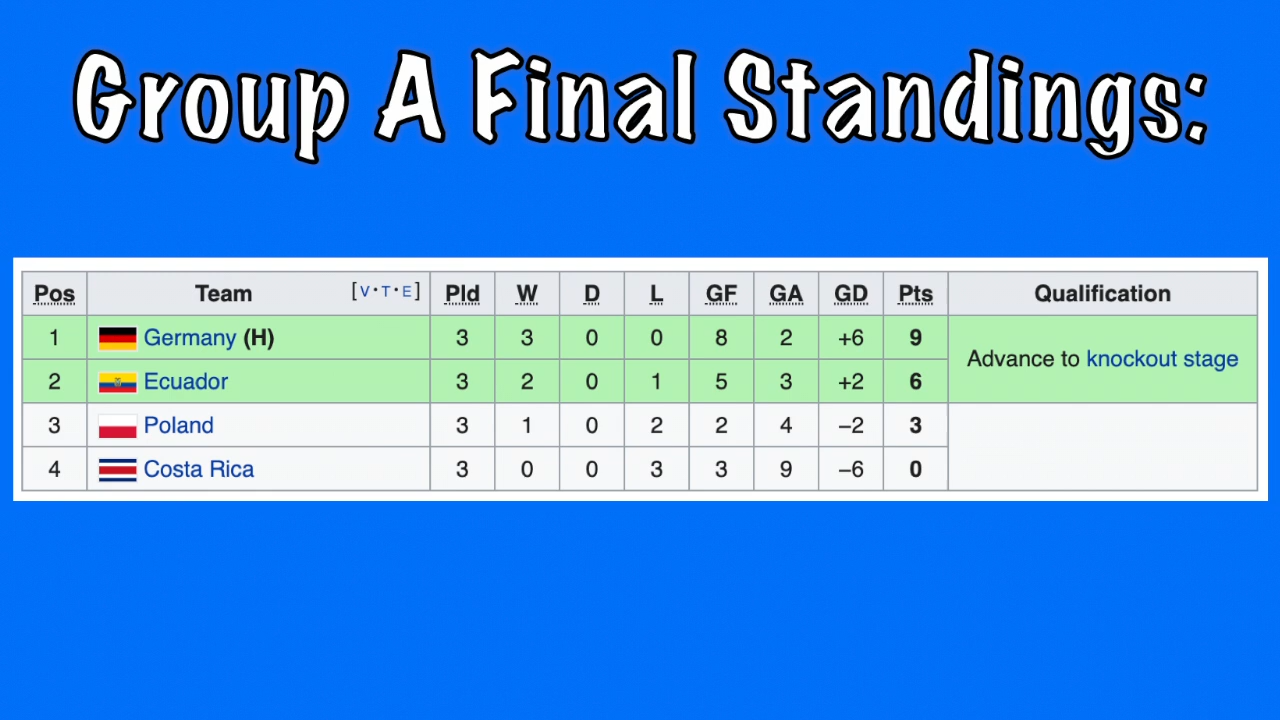 Group A Final Standings:
Pos Team [V·T·E] Pld W D L GF GA GD Pts Qualification
1 Germany (H) 3 3 0 0 8 2 +6 9 Advance to knockout stage
2 Ecuador 3 2 0 1 5 3 +2 6
3 Poland 3 1 0 2 2 4 −2 3
4 Costa Rica 3 0 0 3 3 9 −6 0